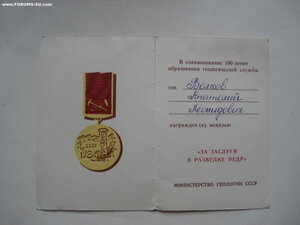 www.FORUMS-SU.com
В ознаменование 100-летия
образования геологической службы
тов. Волков
Анатолий
Леонидович
награжден (а) медалью
«ЗА ЗАСЛУГИ
В РАЗВЕДКЕ НЕДР»
МИНИСТЕРСТВО ГЕОЛОГИИ СССР
СССР